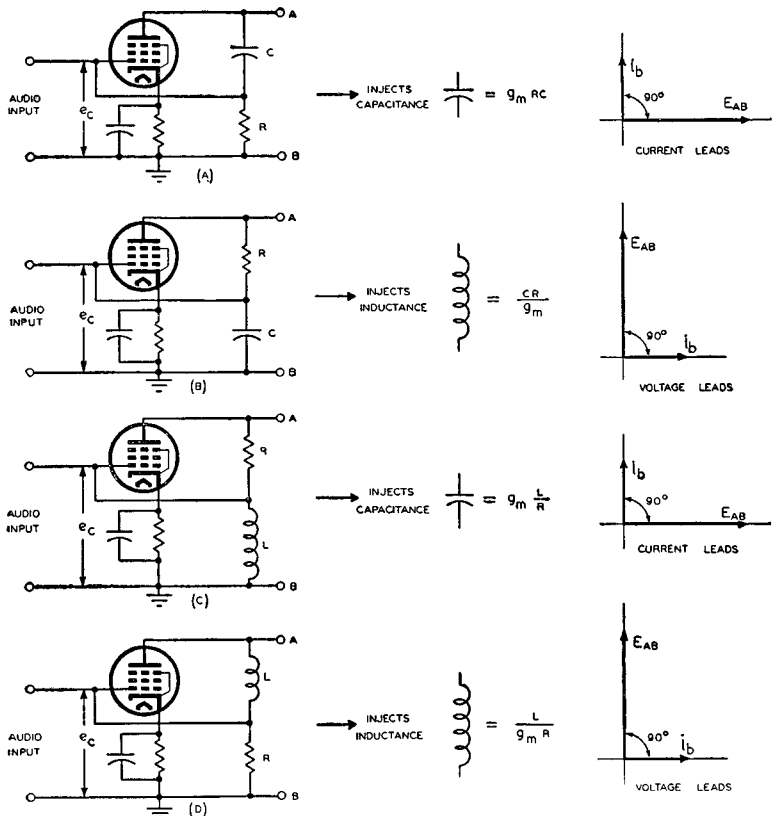 A
C
AUDIO
INPUT
e_C
R
B
(A)
INJECTS
CAPACITANCE
= g_m RC
i_b
90°
E_AB
CURRENT LEADS
A
R
AUDIO
INPUT
e_C
C
B
(B)
INJECTS
INDUCTANCE
= CR / g_m
E_AB
90°
i_b
VOLTAGE LEADS
A
R
AUDIO
INPUT
e_C
L
B
(C)
INJECTS
CAPACITANCE
= g_m L / R
i_b
90°
E_AB
CURRENT LEADS
A
L
AUDIO
INPUT
e_C
R
B
(D)
INJECTS
INDUCTANCE
= L / g_m R
E_AB
90°
i_b
VOLTAGE LEADS